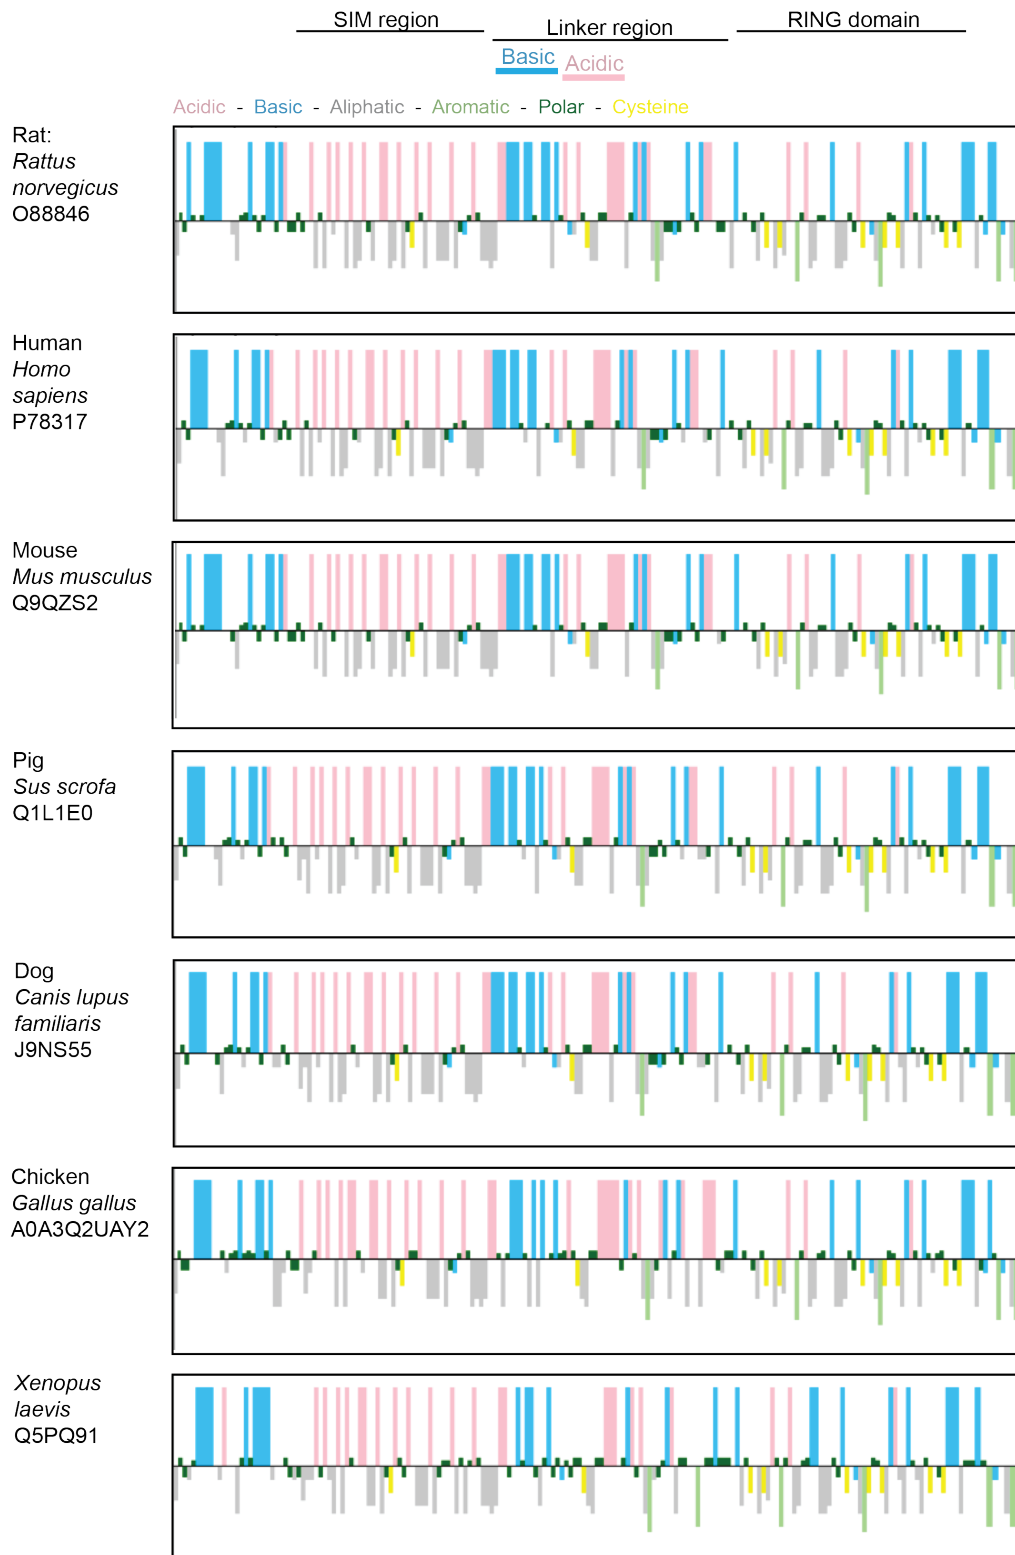 SIM region
Linker region
RING domain
Basic
Acidic
Acidic - Basic - Aliphatic - Aromatic - Polar - Cysteine
Rat:
Rattus
norvegicus
O88846
Human
Homo
sapiens
P78317
Mouse
Mus musculus
Q9QZS2
Pig
Sus scrofa
Q1L1E0
Dog
Canis lupus
familiaris
J9NS55
Chicken
Gallus gallus
A0A3Q2UAY2
Xenopus
laevis
Q5PQ91